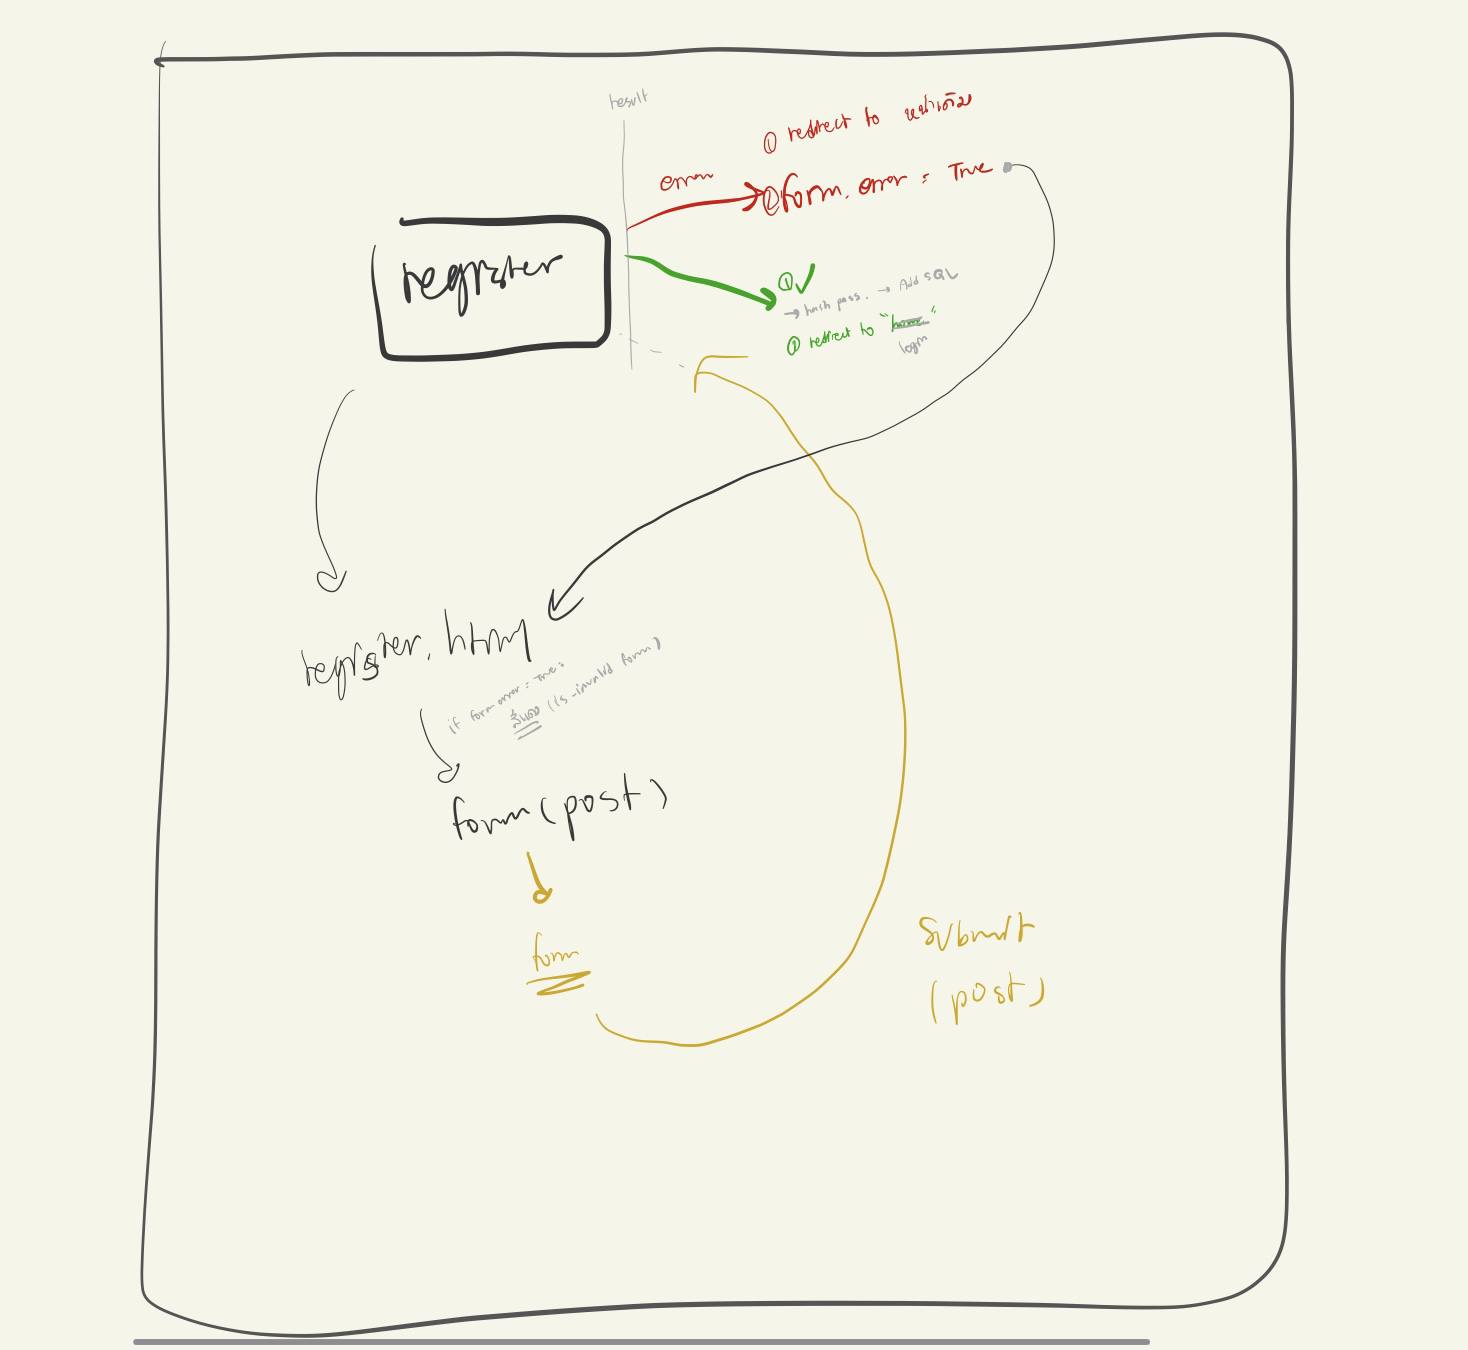 result
① redirect to หน้าเดิม
error
② form.error = True
register
① ✓
→ hash pass. → Add SQL
② redirect to "home"
login
register.html
if form error = True:
สีแดง (is-invalid form)
form (post)
form
submit
(post)